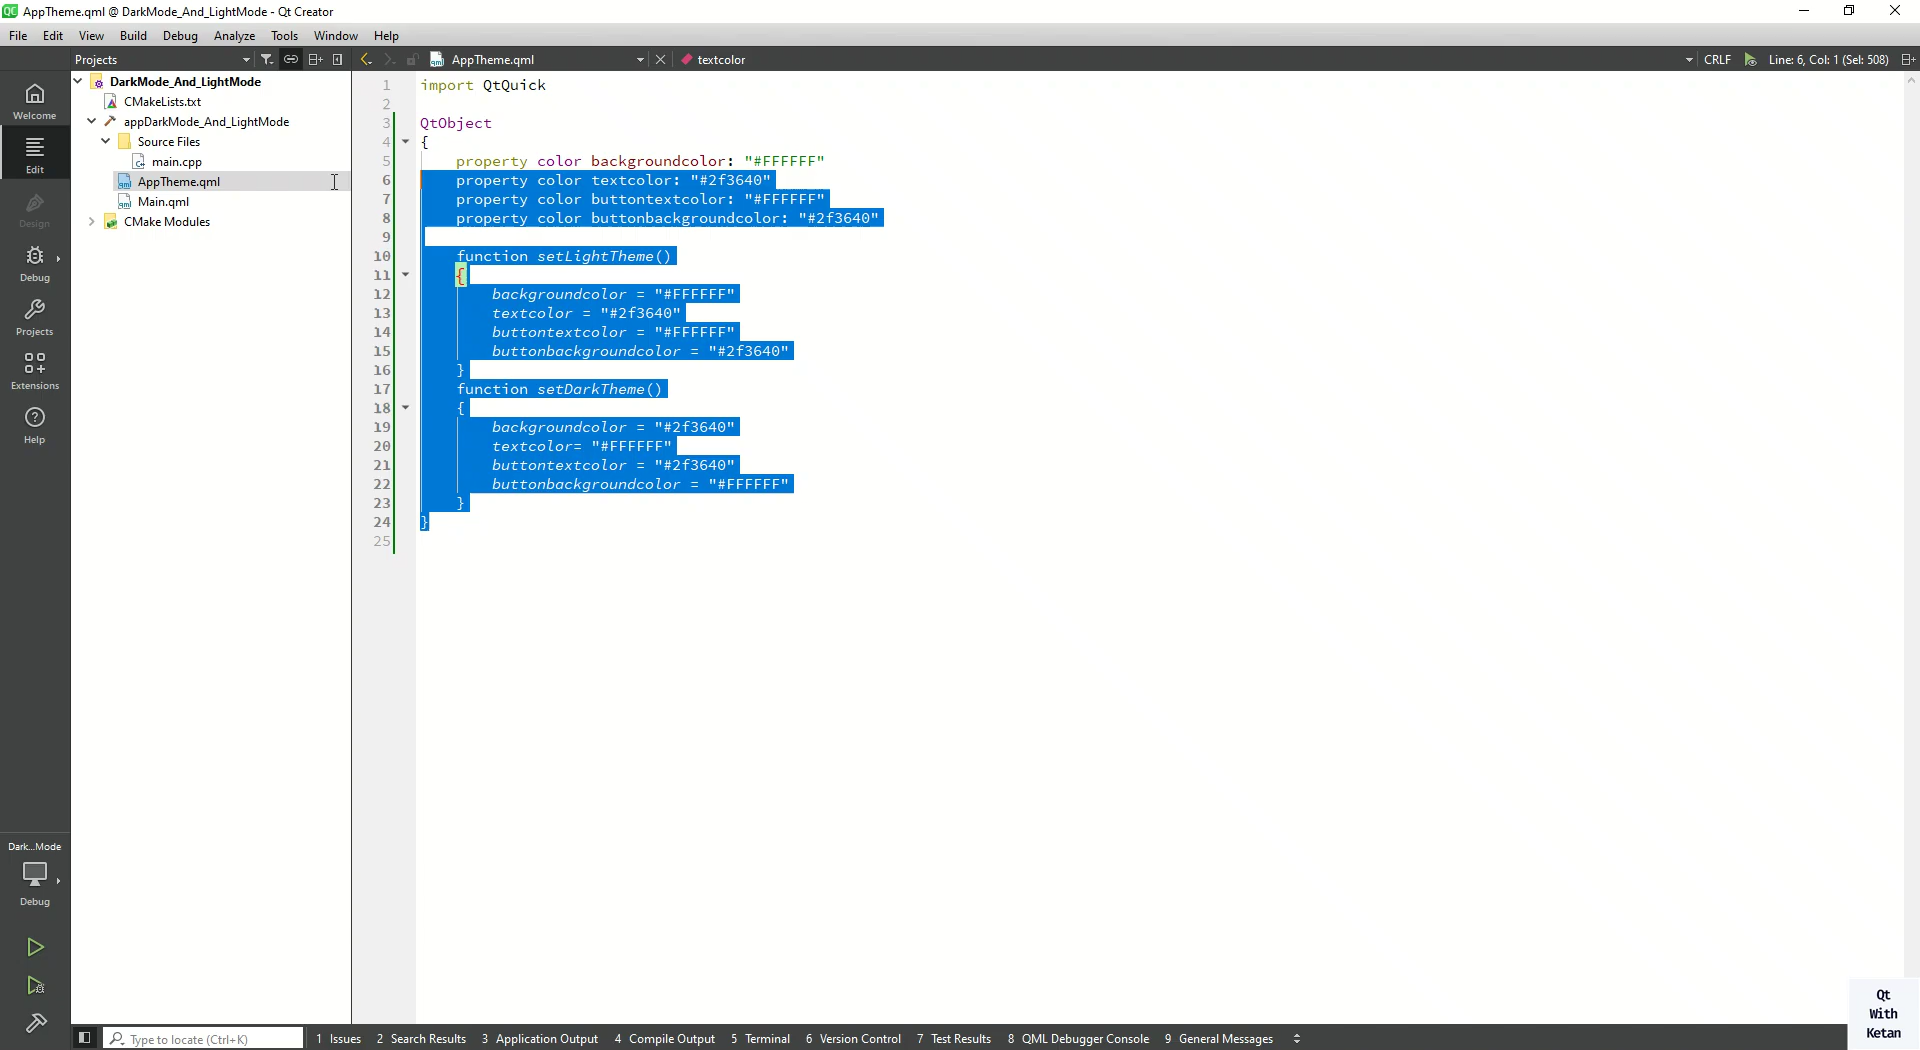 AppTheme.qml @ DarkMode_And_LightMode - Qt Creator
File Edit View Build Debug Analyze Tools Window Help
Projects AppTheme.qml textcolor CRLF Line: 6, Col: 1 (Sel: 508)
Welcome
Edit
Design
Debug
Projects
Extensions
Help
Dark...Mode
Debug
DarkMode_And_LightMode
CMakeLists.txt
appDarkMode_And_LightMode
Source Files
main.cpp
AppTheme.qml
Main.qml
CMake Modules
1 import QtQuick
2
3 QtObject
4 {
5 property color backgroundcolor: "#FFFFFF"
6 property color textcolor: "#2f3640"
7 property color buttontextcolor: "#FFFFFF"
8 property color buttonbackgroundcolor: "#2f3640"
9
10 function setLightTheme()
11 {
12 backgroundcolor = "#FFFFFF"
13 textcolor = "#2f3640"
14 buttontextcolor = "#FFFFFF"
15 buttonbackgroundcolor = "#2f3640"
16 }
17 function setDarkTheme()
18 {
19 backgroundcolor = "#2f3640"
20 textcolor= "#FFFFFF"
21 buttontextcolor = "#2f3640"
22 buttonbackgroundcolor = "#FFFFFF"
23 }
24 }
25
Qt
With
Ketan
Type to locate (Ctrl+K) 1 Issues 2 Search Results 3 Application Output 4 Compile Output 5 Terminal 6 Version Control 7 Test Results 8 QML Debugger Console 9 General Messages